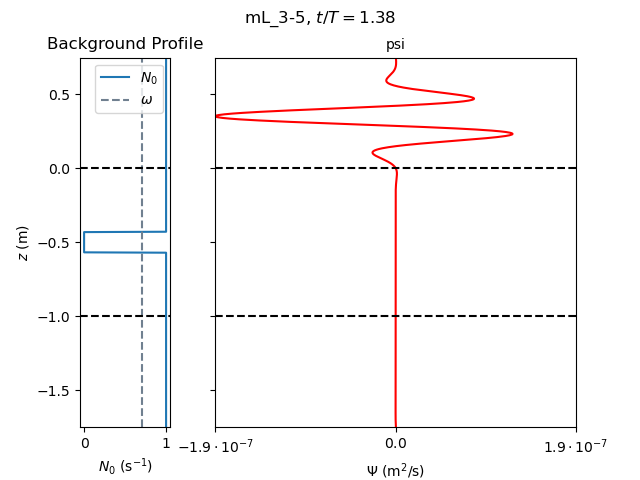 mL_3-5, t/T = 1.38
Background Profile
psi
N₀
ω
0.5
0.0
−0.5
−1.0
−1.5
z (m)
0
1
−1.9 · 10⁻⁷
0.0
1.9 · 10⁻⁷
N₀ (s⁻¹)
Ψ (m²/s)